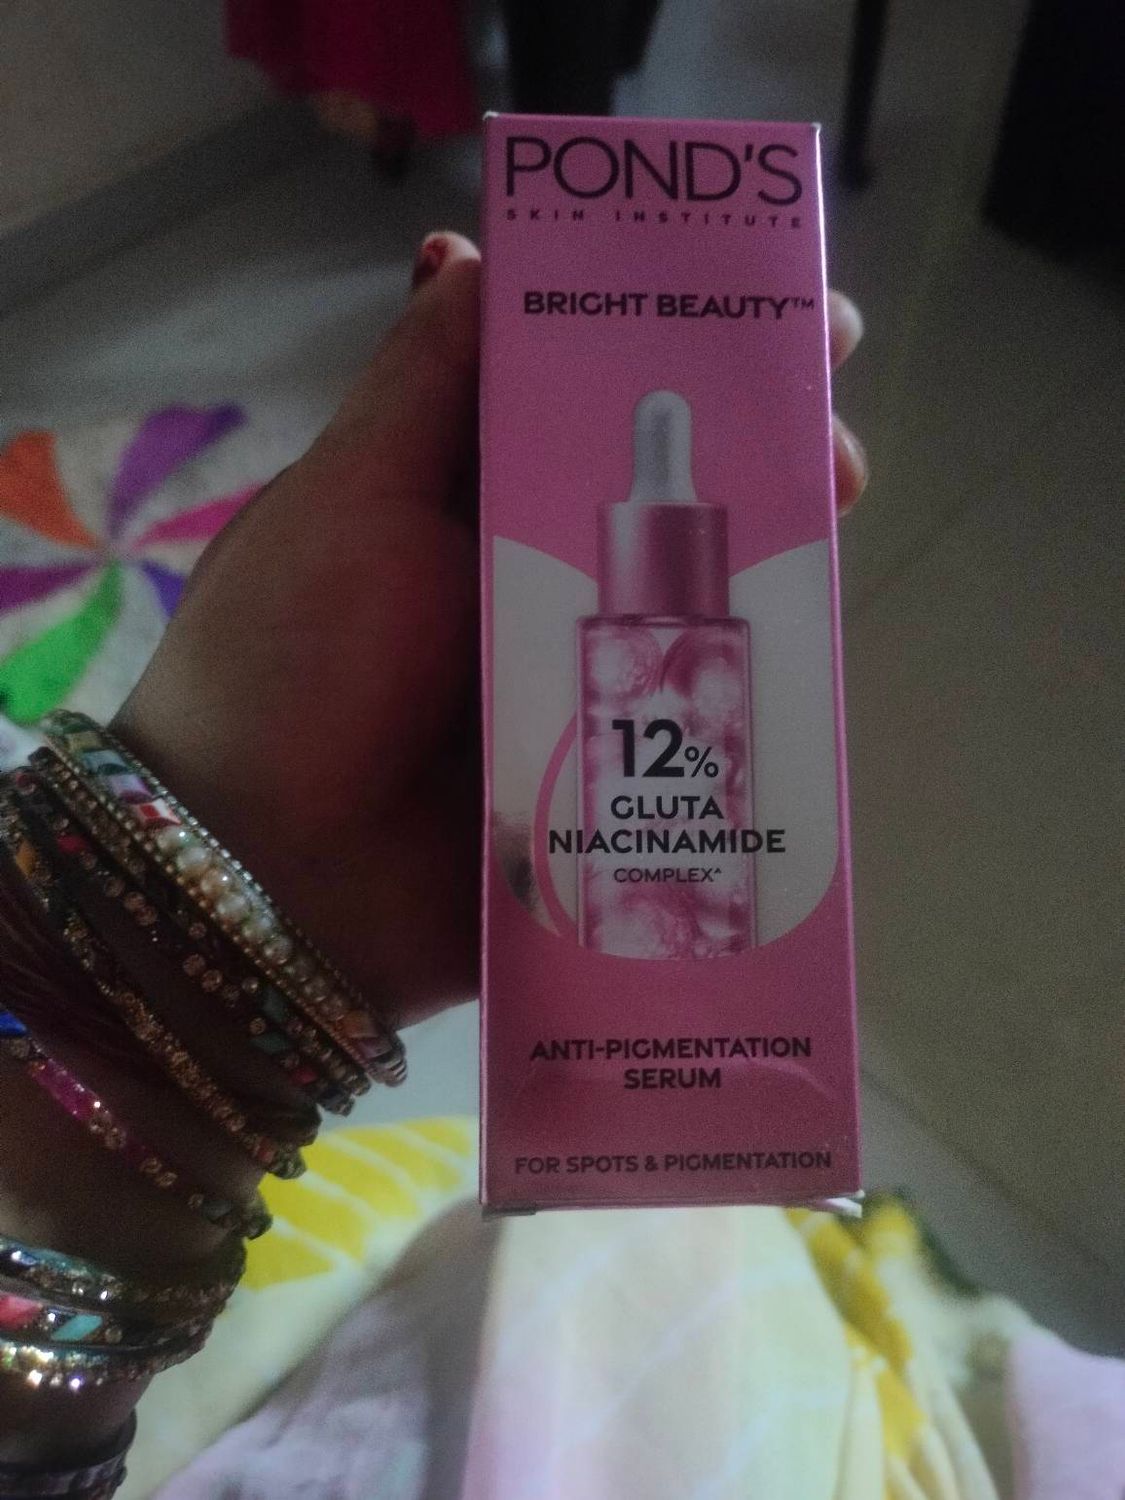 POND'S
SKIN INSTITUTE
BRIGHT BEAUTY™
12%
GLUTA
NIACINAMIDE
COMPLEX^
ANTI-PIGMENTATION
SERUM
FOR SPOTS & PIGMENTATION